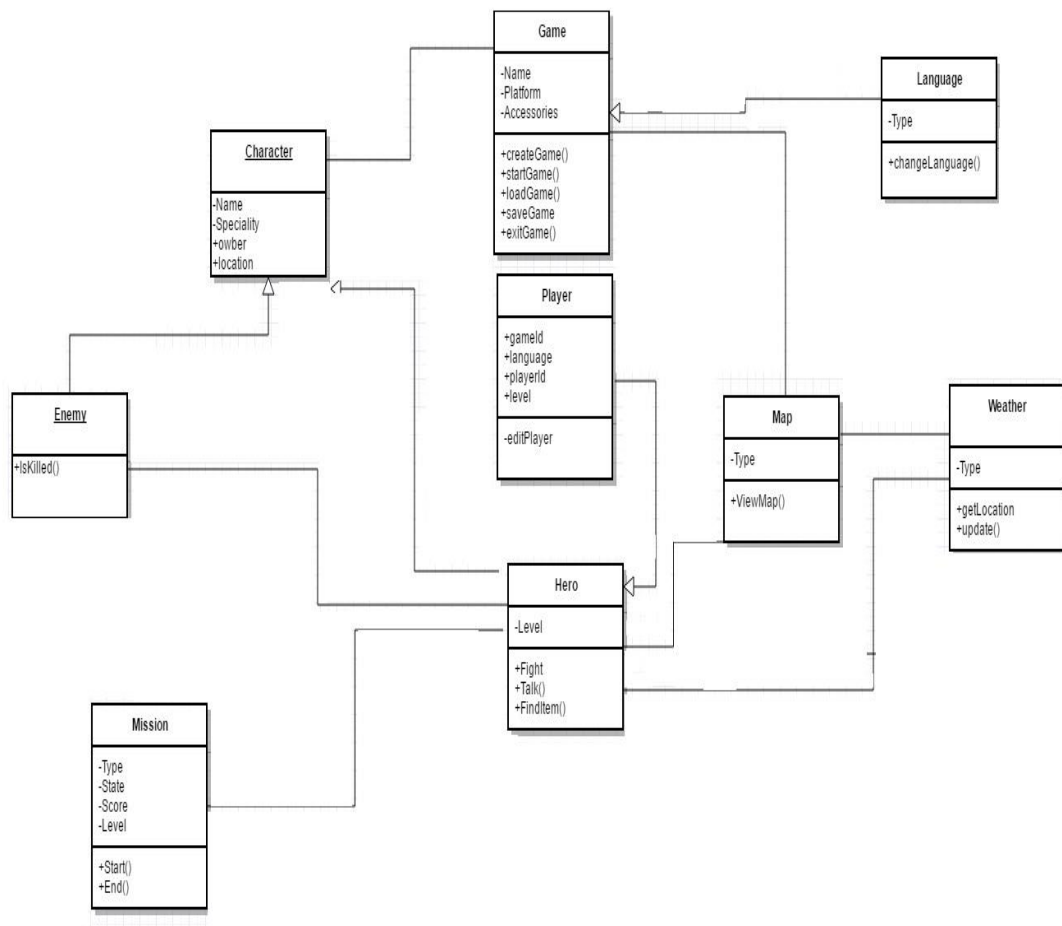 Game
-Name
-Platform
-Accessories
+createGame()
+startGame()
+loadGame()
+saveGame
+exitGame()
Language
-Type
+changeLanguage()
Character
-Name
-Speciality
+owber
+location
Player
+gameId
+language
+playerId
+level
-editPlayer
Enemy
+IsKilled()
Map
-Type
+ViewMap()
Weather
-Type
+getLocation
+update()
Hero
-Level
+Fight
+Talk()
+FindItem()
Mission
-Type
-State
-Score
-Level
+Start()
+End()